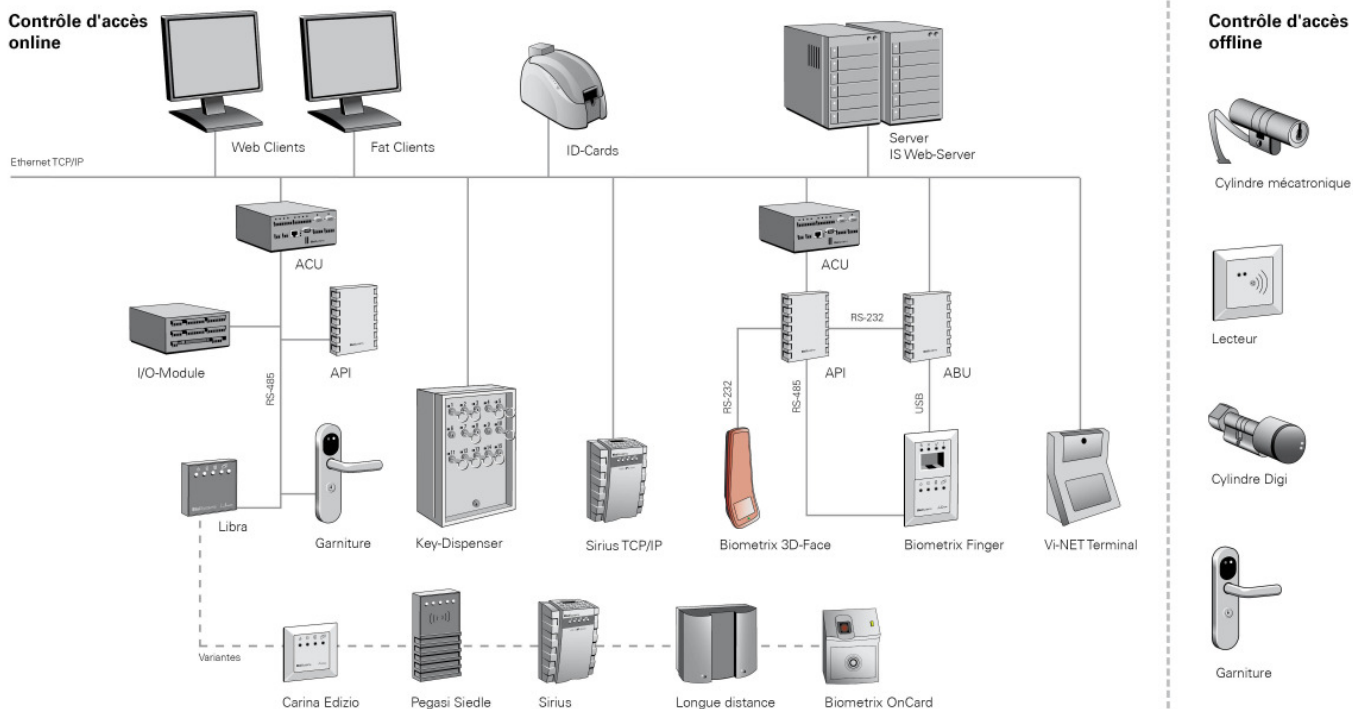 Contrôle d'accès
online
Contrôle d'accès
offline
Web Clients
Fat Clients
ID-Cards
Server
IS Web-Server
Ethernet TCP/IP
Cylindre mécatronique
ACU
ACU
RS-232
I/O-Module
API
API
ABU
Lecteur
RS-485
RS-232
RS-485
USB
Libra
Garniture
Key-Dispenser
Sirius TCP/IP
Biometrix 3D-Face
Biometrix Finger
Vi-NET Terminal
Cylindre Digi
Variantes
Carina Edizio
Pegasi Siedle
Sirius
Longue distance
Biometrix OnCard
Garniture